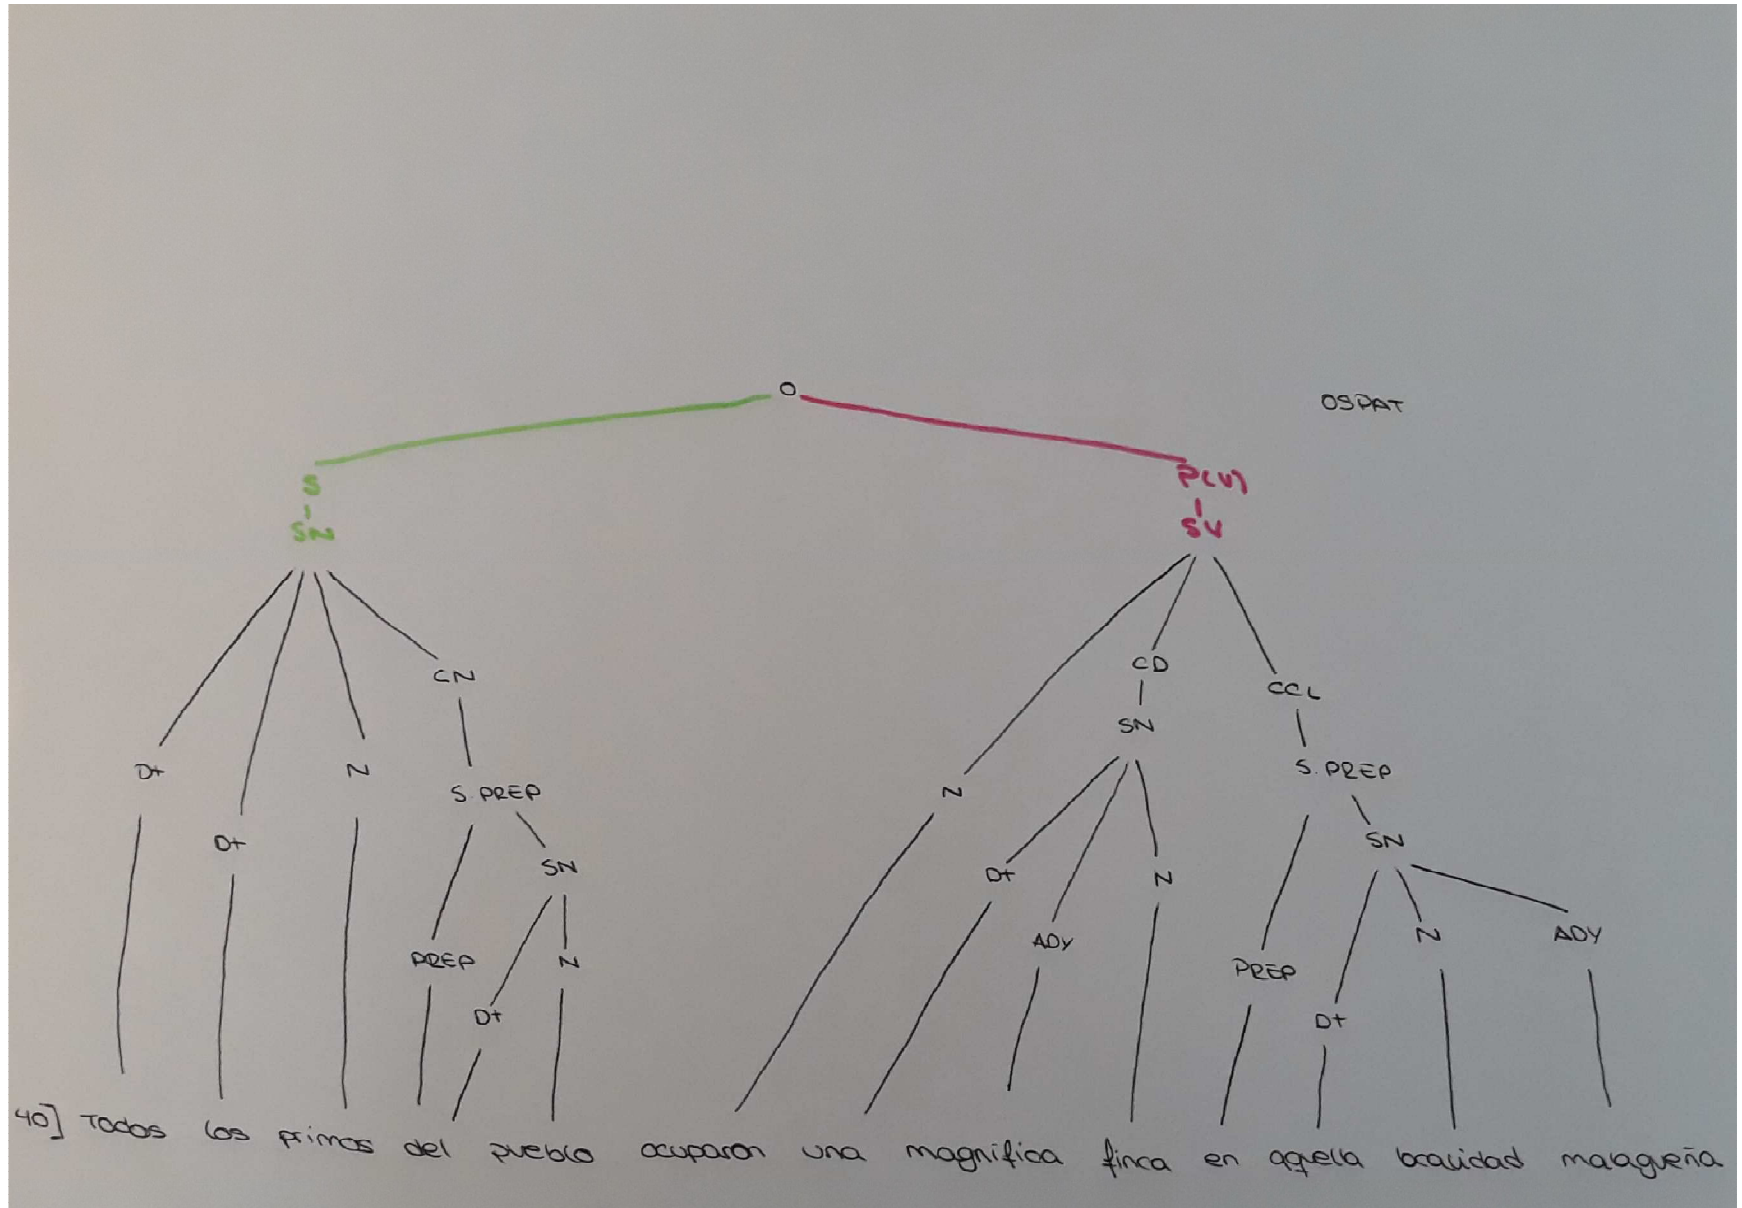 O
OSPAT
S
P(V)
SN
SV
CN
CD
CCL
SN
Dt
N
S. PREP
N
S. PREP
Dt
SN
Dt
N
SN
PREP
N
ADY
PREP
N
ADY
Dt
Dt
40] Todos los primos del pueblo ocuparon una magnífica finca en aquella localidad malagueña